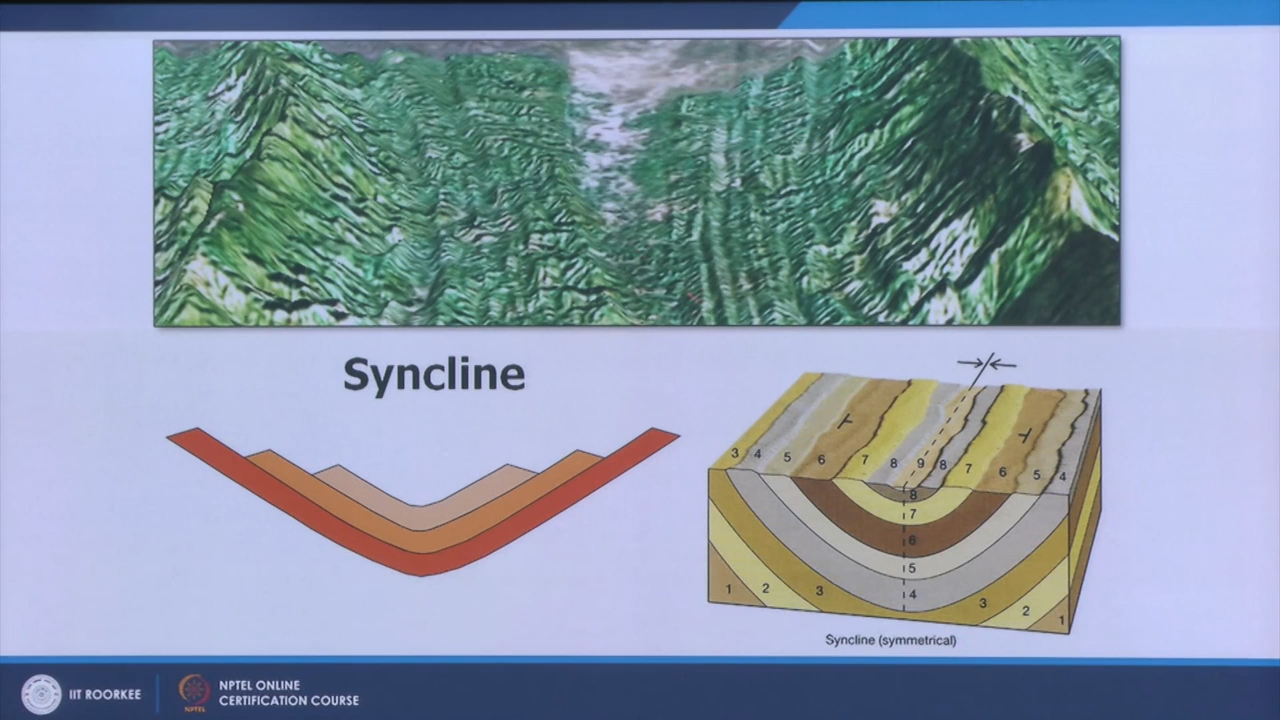 Syncline
3 4 5 6 7 8 9 8 7 6 5 4
8
7
6
5
4
1 2 3 3 2 1
Syncline (symmetrical)
IIT ROORKEE
NPTEL
NPTEL ONLINE
CERTIFICATION COURSE